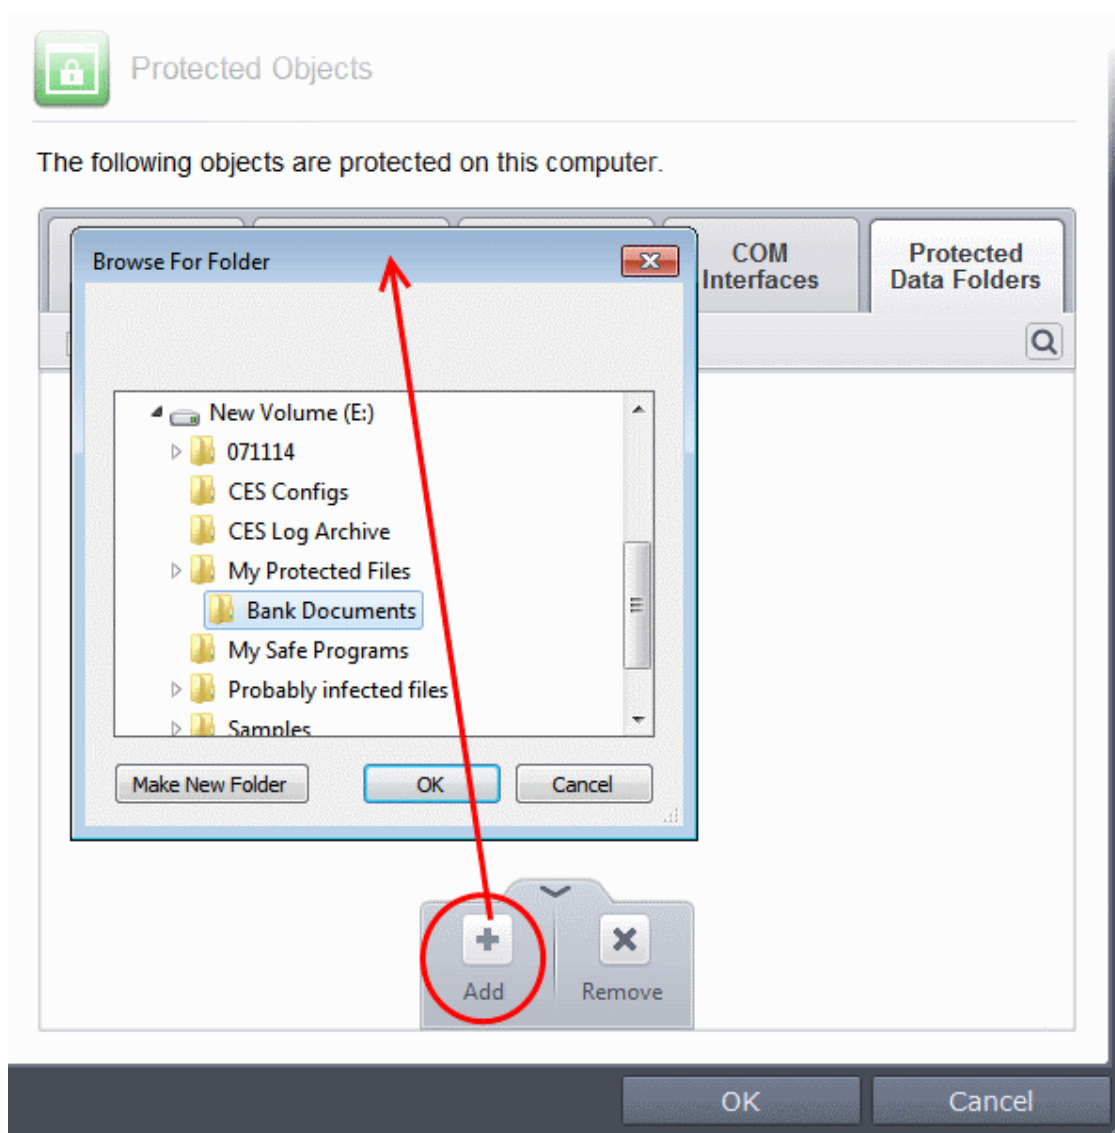 Protected Objects
The following objects are protected on this computer.
COM
Interfaces
Protected
Data Folders
Browse For Folder
New Volume (E:)
071114
CES Configs
CES Log Archive
My Protected Files
Bank Documents
My Safe Programs
Probably infected files
Samples
Make New Folder
OK
Cancel
Add
Remove
OK
Cancel